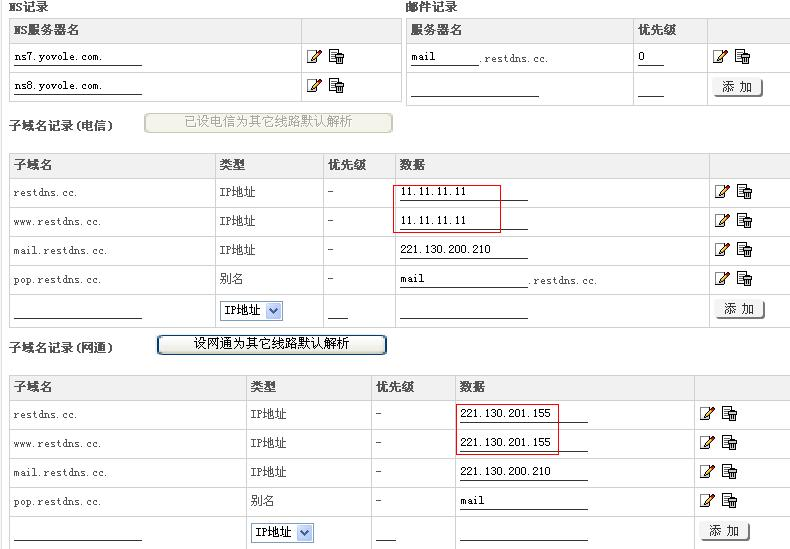 NS记录
NS服务器名
ns7.yovole.com.
ns8.yovole.com.
邮件记录
服务器名 优先级
mail .restdns.cc. 0
添 加
子域名记录(电信) 已设电信为其它线路默认解析
子域名 类型 优先级 数据
restdns.cc. IP地址 - 11.11.11.11
www.restdns.cc. IP地址 - 11.11.11.11
mail.restdns.cc. IP地址 - 221.130.200.210
pop.restdns.cc. 别名 - mail .restdns.cc.
IP地址 添 加
子域名记录(网通) 设网通为其它线路默认解析
子域名 类型 优先级 数据
restdns.cc. IP地址 - 221.130.201.155
www.restdns.cc. IP地址 - 221.130.201.155
mail.restdns.cc. IP地址 - 221.130.200.210
pop.restdns.cc. 别名 - mail
IP地址 添 加